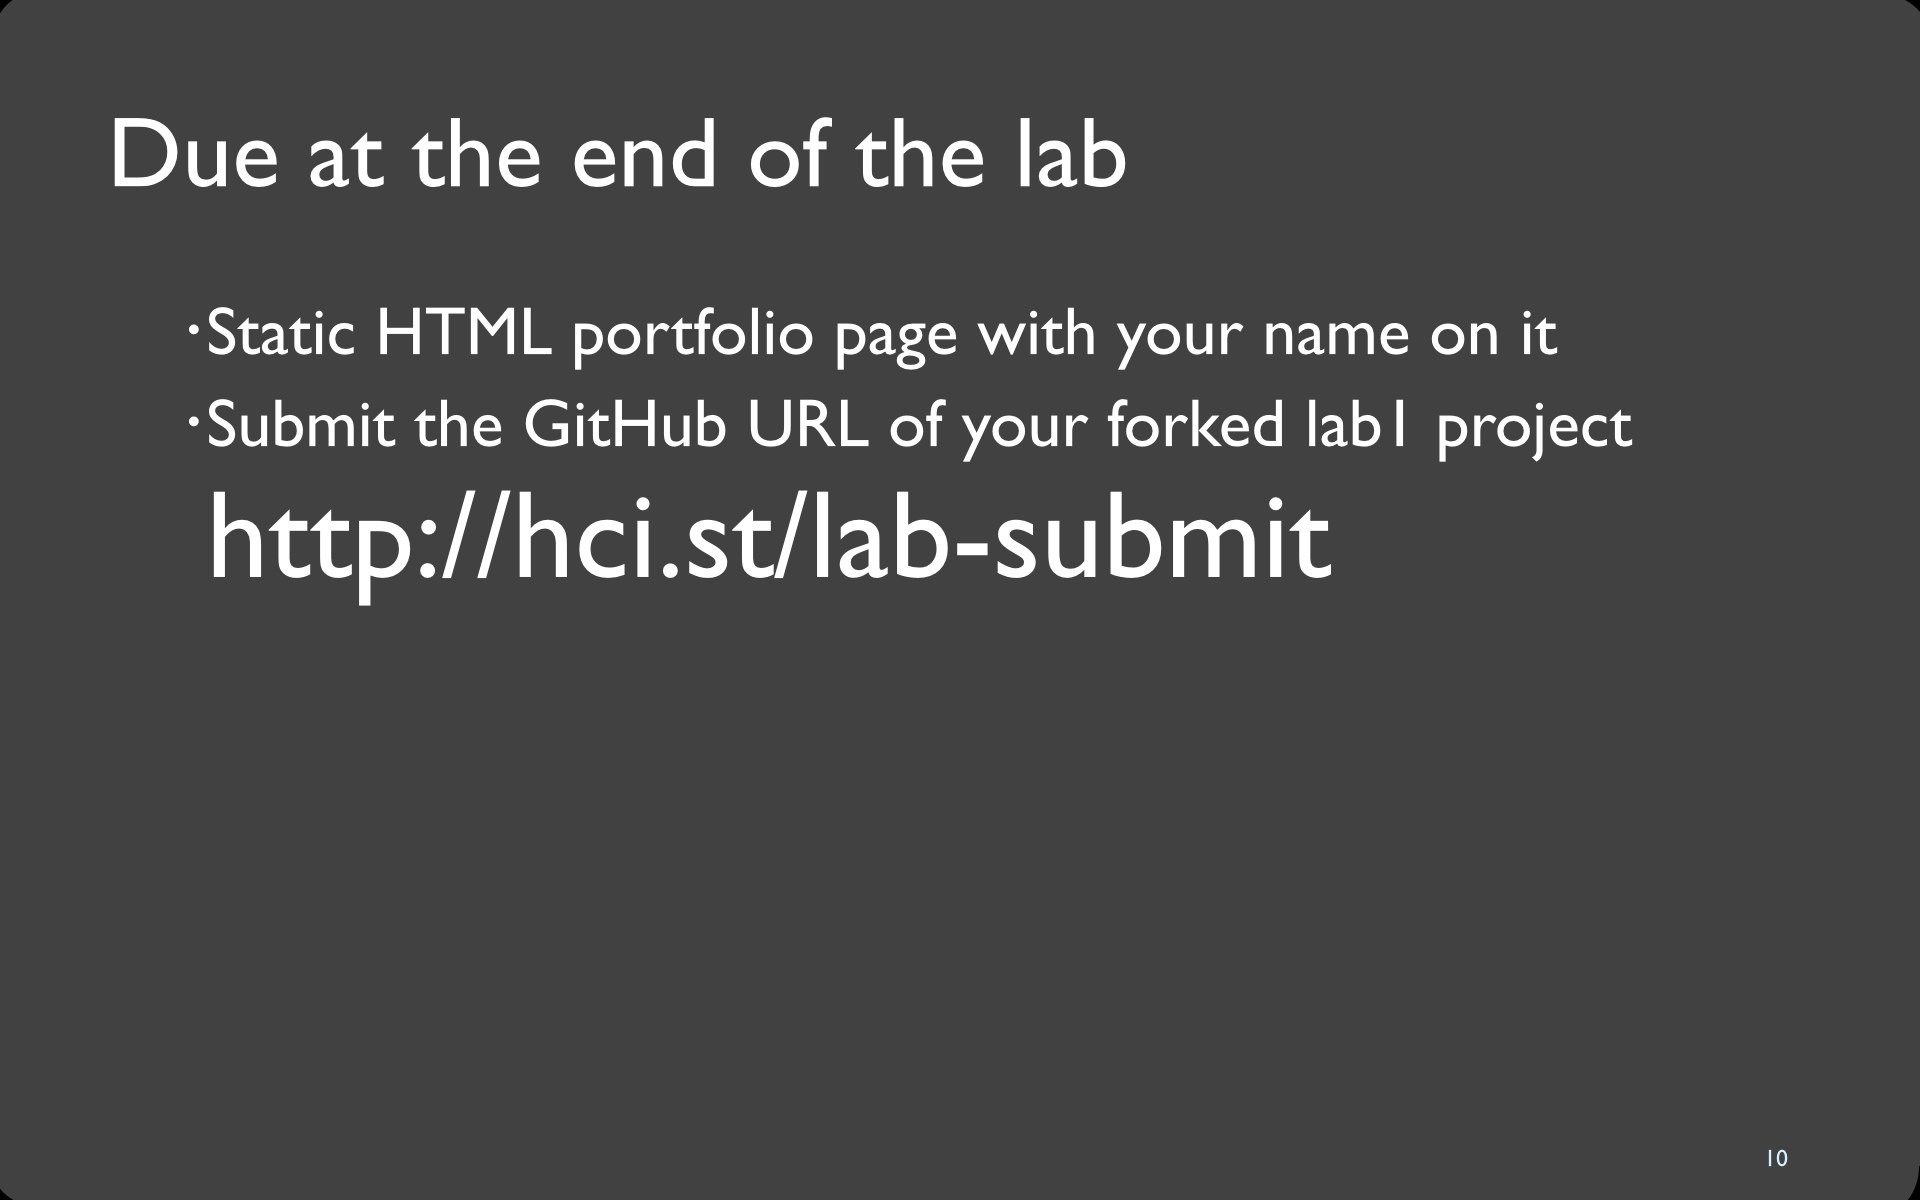 Due at the end of the lab
·Static HTML portfolio page with your name on it
·Submit the GitHub URL of your forked lab1 project
http://hci.st/lab-submit
10